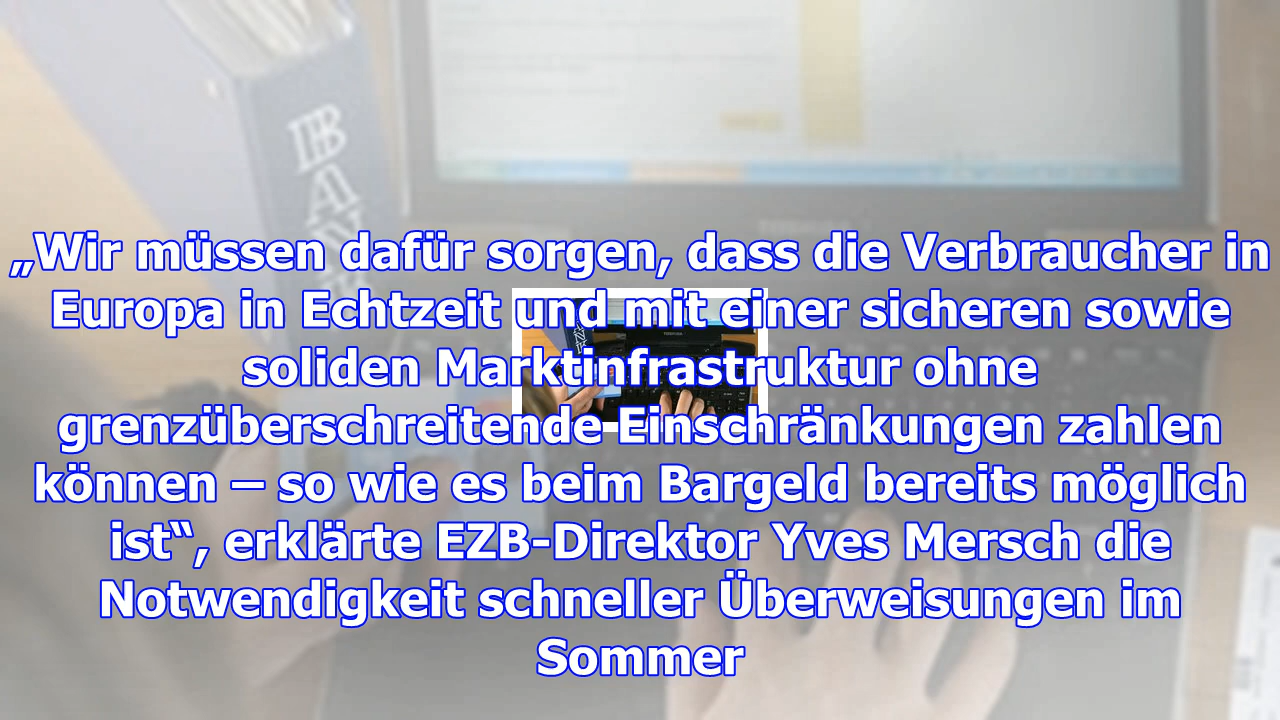 BANK
„Wir müssen dafür sorgen, dass die Verbraucher in
Europa in Echtzeit und mit einer sicheren sowie
soliden Marktinfrastruktur ohne
grenzüberschreitende Einschränkungen zahlen
können – so wie es beim Bargeld bereits möglich
ist“, erklärte EZB-Direktor Yves Mersch die
Notwendigkeit schneller Überweisungen im
Sommer
TOSHIBA